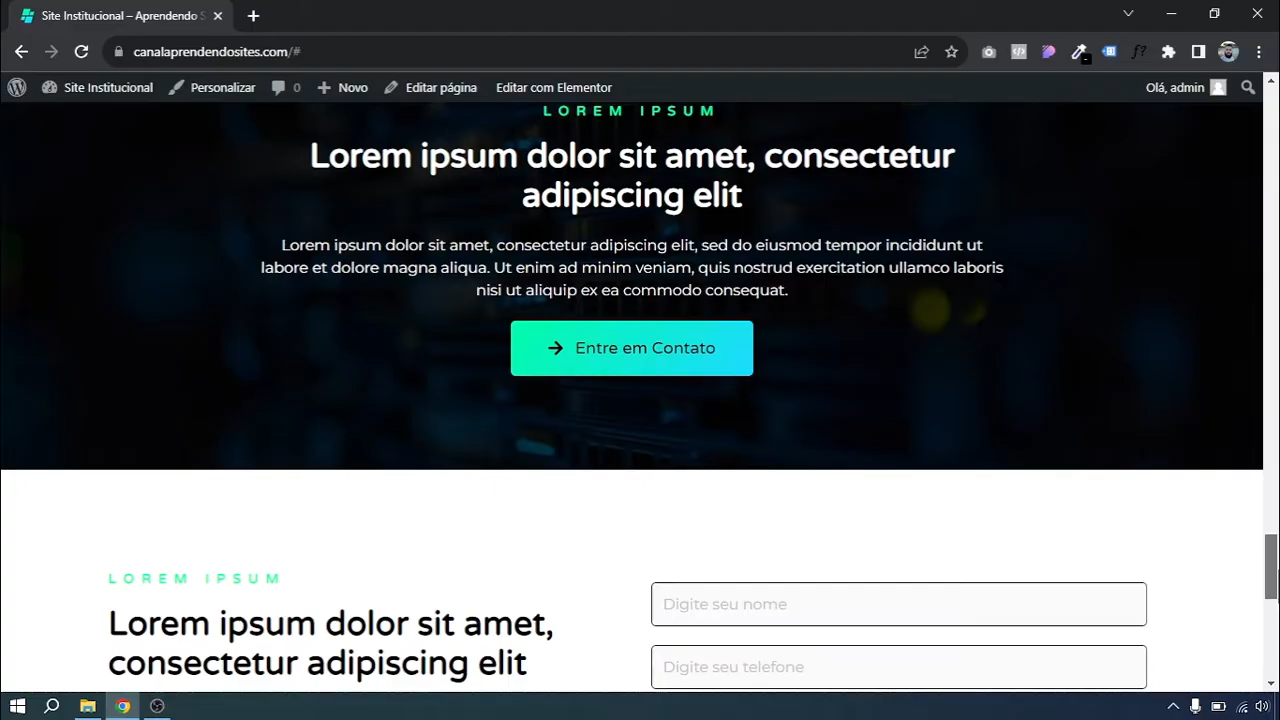 Site Institucional – Aprendendo S
canalaprendendosites.com/#
Site Institucional
Personalizar
0
Novo
Editar página
Editar com Elementor
Olá, admin
LOREM IPSUM
Lorem ipsum dolor sit amet, consectetur
adipiscing elit
Lorem ipsum dolor sit amet, consectetur adipiscing elit, sed do eiusmod tempor incididunt ut
labore et dolore magna aliqua. Ut enim ad minim veniam, quis nostrud exercitation ullamco laboris
nisi ut aliquip ex ea commodo consequat.
Entre em Contato
LOREM IPSUM
Lorem ipsum dolor sit amet,
consectetur adipiscing elit
Digite seu nome
Digite seu telefone